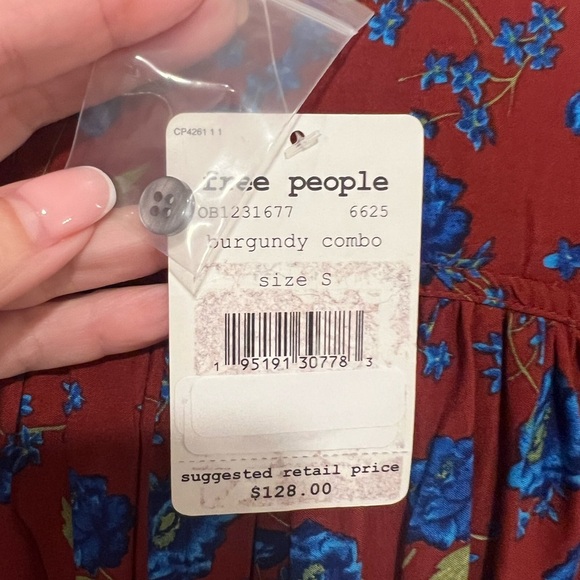 CP4261 1 1
free people
OB1231677 6625
burgundy combo
size S
1 95191 30778 3
suggested retail price
$128.00